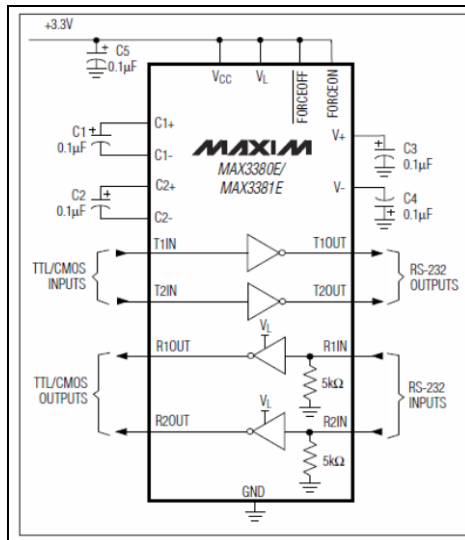 +3.3V
C5
0.1µF
VCC
VL
FORCEOFF
FORCEON
C1+
C1
0.1µF
C1-
C2+
C2
0.1µF
C2-
MAXIM
MAX3380E/
MAX3381E
V+
C3
0.1µF
V-
C4
0.1µF
TTL/CMOS
INPUTS
T1IN
T1OUT
T2IN
T2OUT
RS-232
OUTPUTS
TTL/CMOS
OUTPUTS
R1OUT
VL
R1IN
5kΩ
R2OUT
VL
R2IN
5kΩ
RS-232
INPUTS
GND